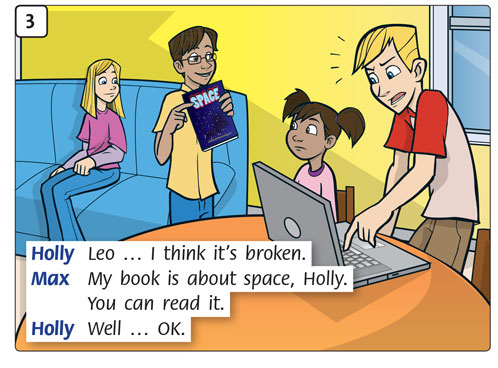 3
SPACE
Holly Leo ... I think it's broken.
Max My book is about space, Holly.
You can read it.
Holly Well ... OK.